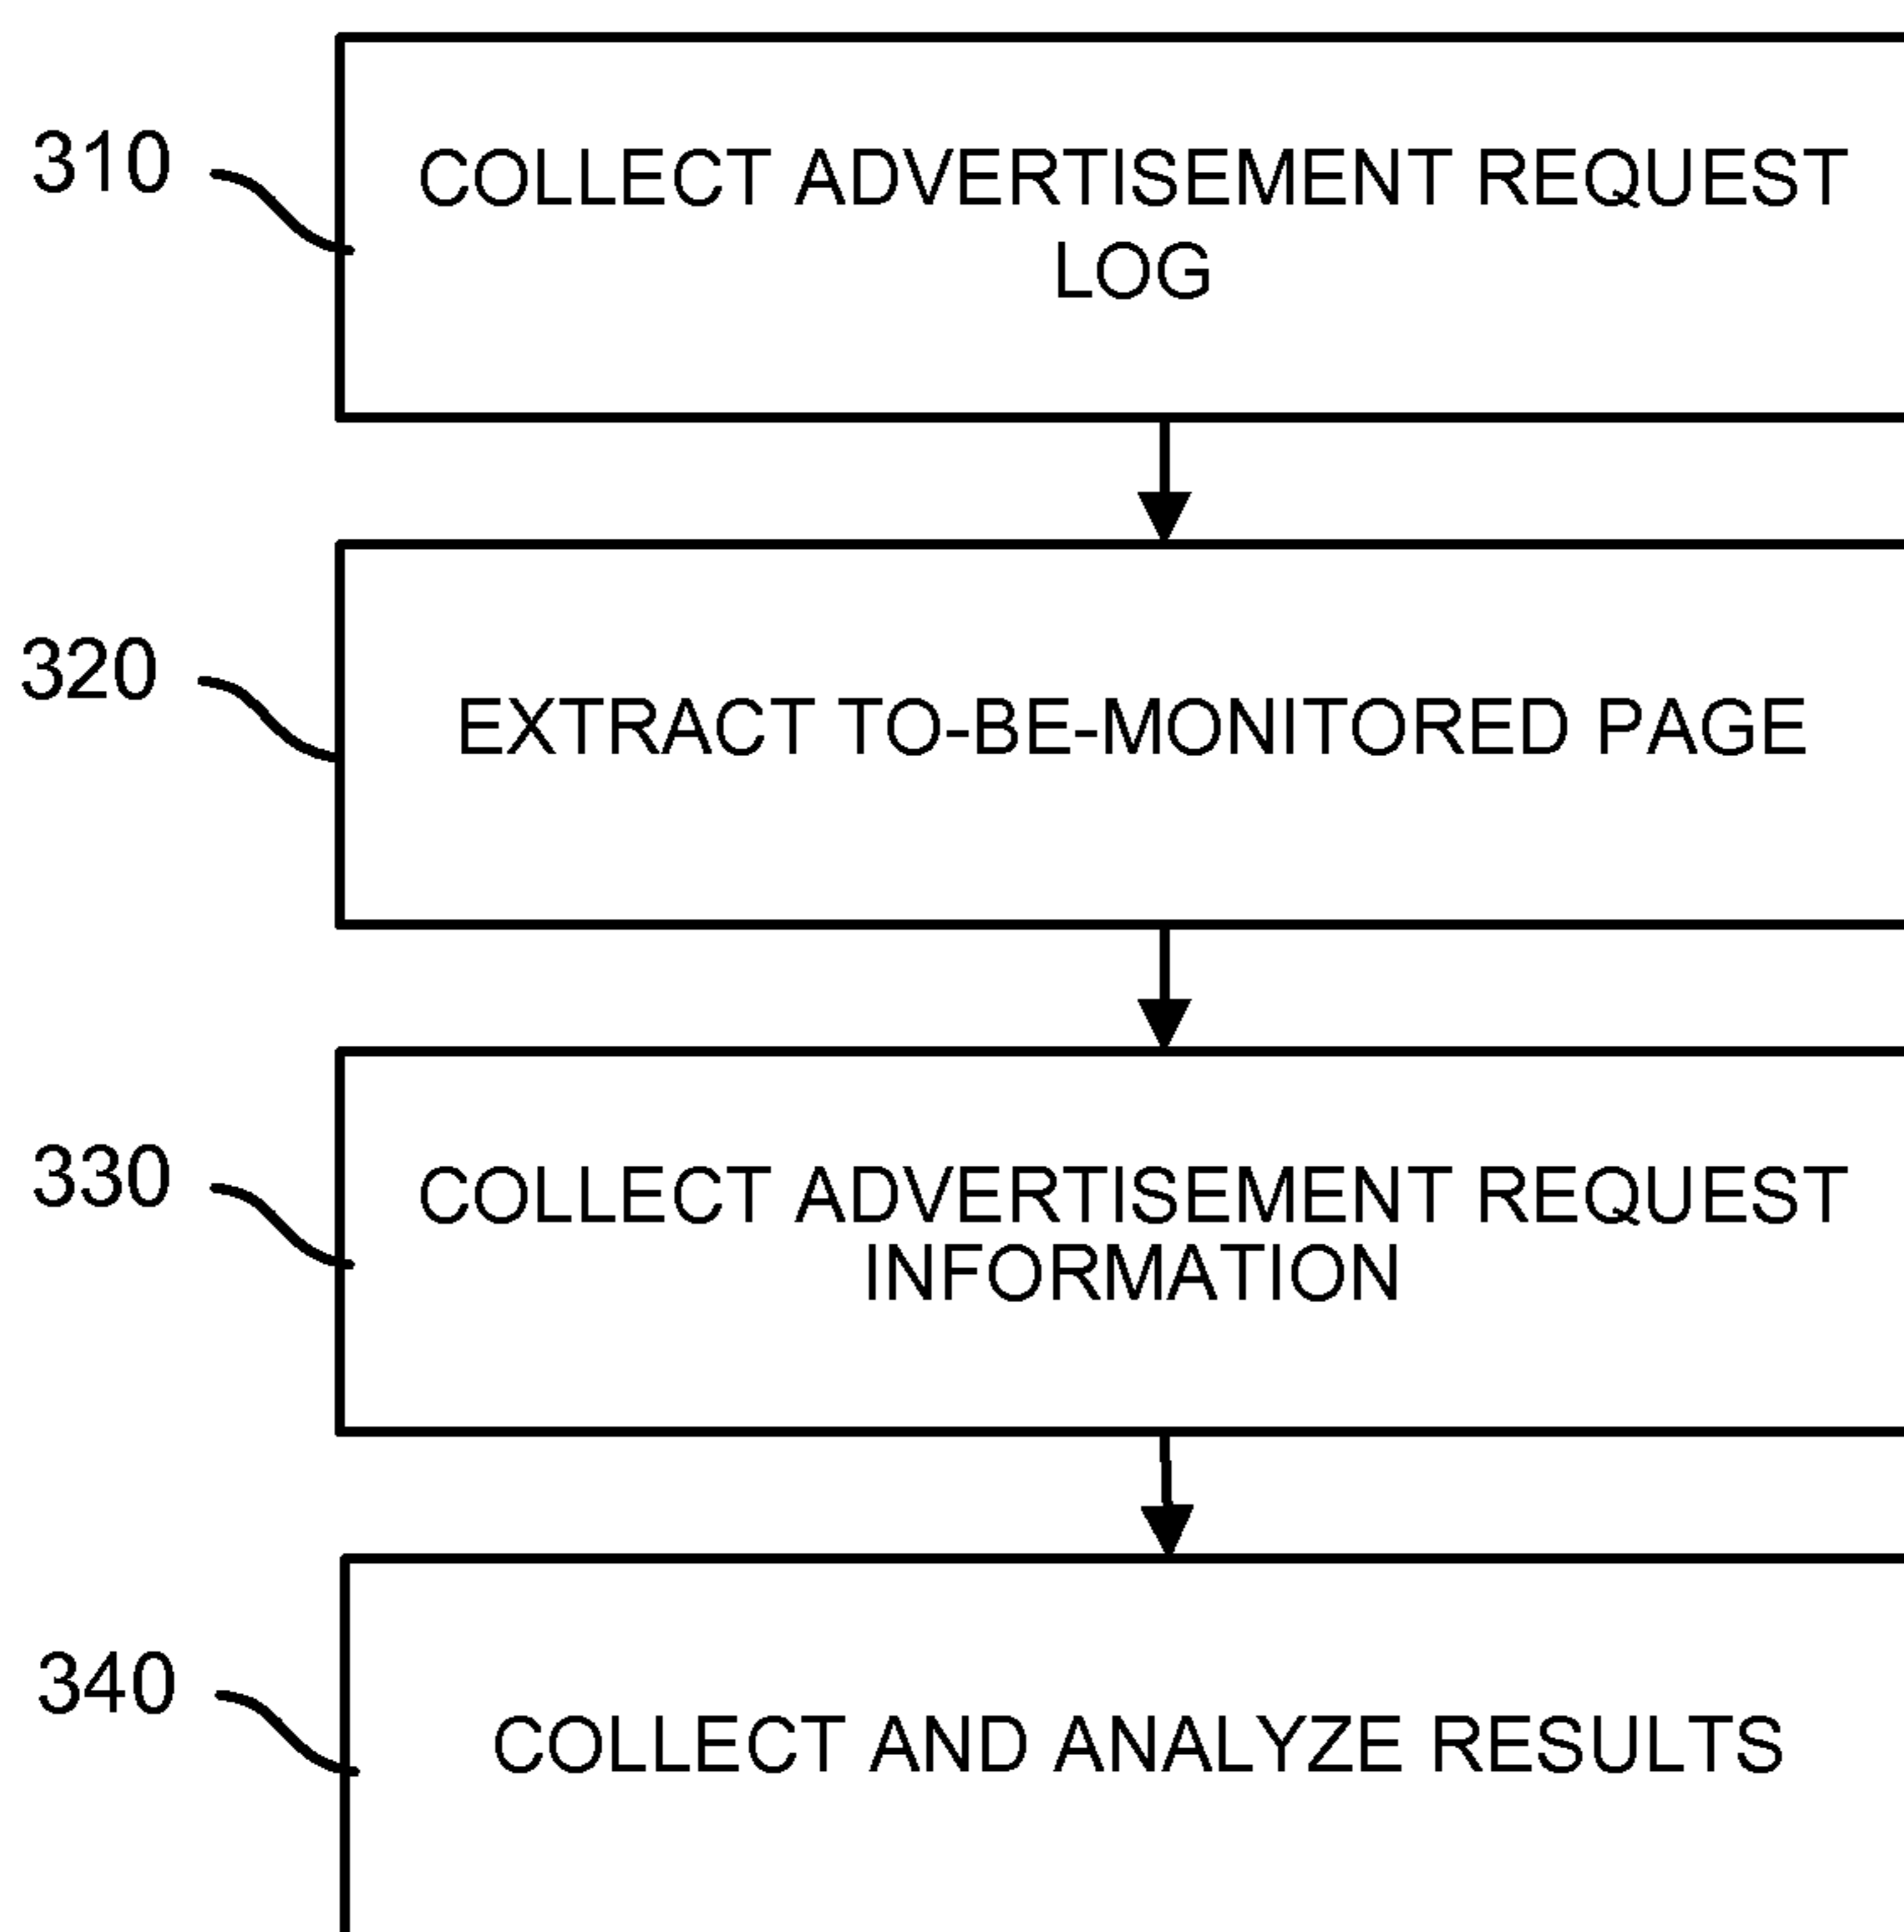 310
COLLECT ADVERTISEMENT REQUEST
LOG
320
EXTRACT TO-BE-MONITORED PAGE
330
COLLECT ADVERTISEMENT REQUEST
INFORMATION
340
COLLECT AND ANALYZE RESULTS